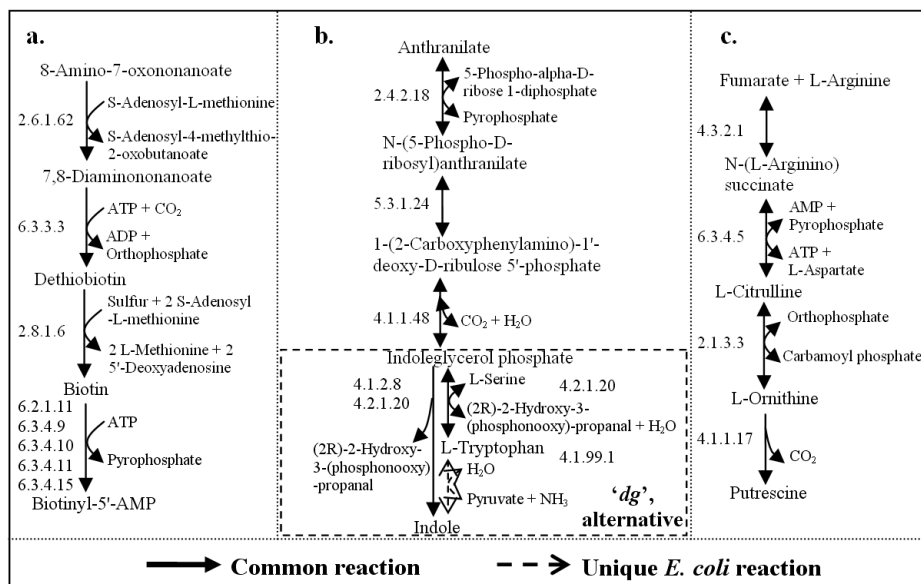 a.
8-Amino-7-oxononanoate
2.6.1.62
S-Adenosyl-L-methionine
S-Adenosyl-4-methylthio-
2-oxobutanoate
7,8-Diaminononanoate
6.3.3.3
ATP + CO2
ADP +
Orthophosphate
Dethiobiotin
2.8.1.6
Sulfur + 2 S-Adenosyl
-L-methionine
2 L-Methionine + 2
5'-Deoxyadenosine
Biotin
6.2.1.11
6.3.4.9
6.3.4.10
6.3.4.11
6.3.4.15
ATP
Pyrophosphate
Biotinyl-5'-AMP
b.
Anthranilate
2.4.2.18
5-Phospho-alpha-D-
ribose 1-diphosphate
Pyrophosphate
N-(5-Phospho-D-
ribosyl)anthranilate
5.3.1.24
1-(2-Carboxyphenylamino)-1'-
deoxy-D-ribulose 5'-phosphate
4.1.1.48
CO2 + H2O
Indoleglycerol phosphate
4.1.2.8
4.2.1.20
L-Serine
4.2.1.20
(2R)-2-Hydroxy-3-
(phosphonooxy)-propanal + H2O
(2R)-2-Hydroxy-
3-(phosphonooxy)
-propanal
L-Tryptophan
4.1.99.1
H2O
Pyruvate + NH3
Indole
'dg',
alternative
c.
Fumarate + L-Arginine
4.3.2.1
N-(L-Arginino)
succinate
6.3.4.5
AMP +
Pyrophosphate
ATP +
L-Aspartate
L-Citrulline
2.1.3.3
Orthophosphate
Carbamoyl phosphate
L-Ornithine
4.1.1.17
CO2
Putrescine
Common reaction
Unique E. coli reaction